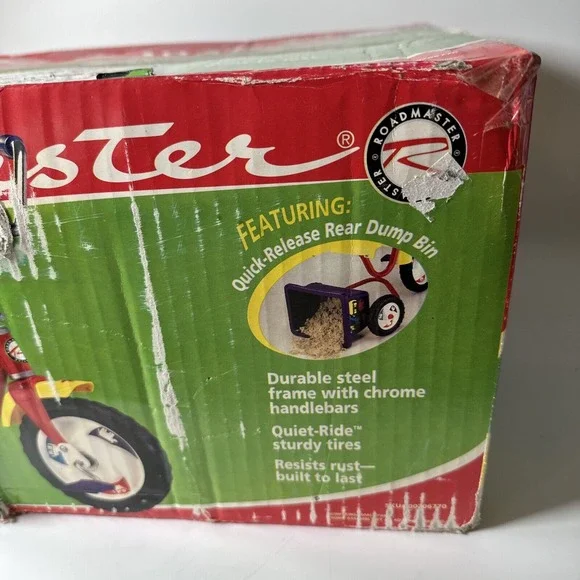 ster®
ROADMASTER
R
FEATURING:
Quick-Release Rear Dump Bin
Durable steel
frame with chrome
handlebars
Quiet-Ride™
sturdy tires
Resists rust—
built to last